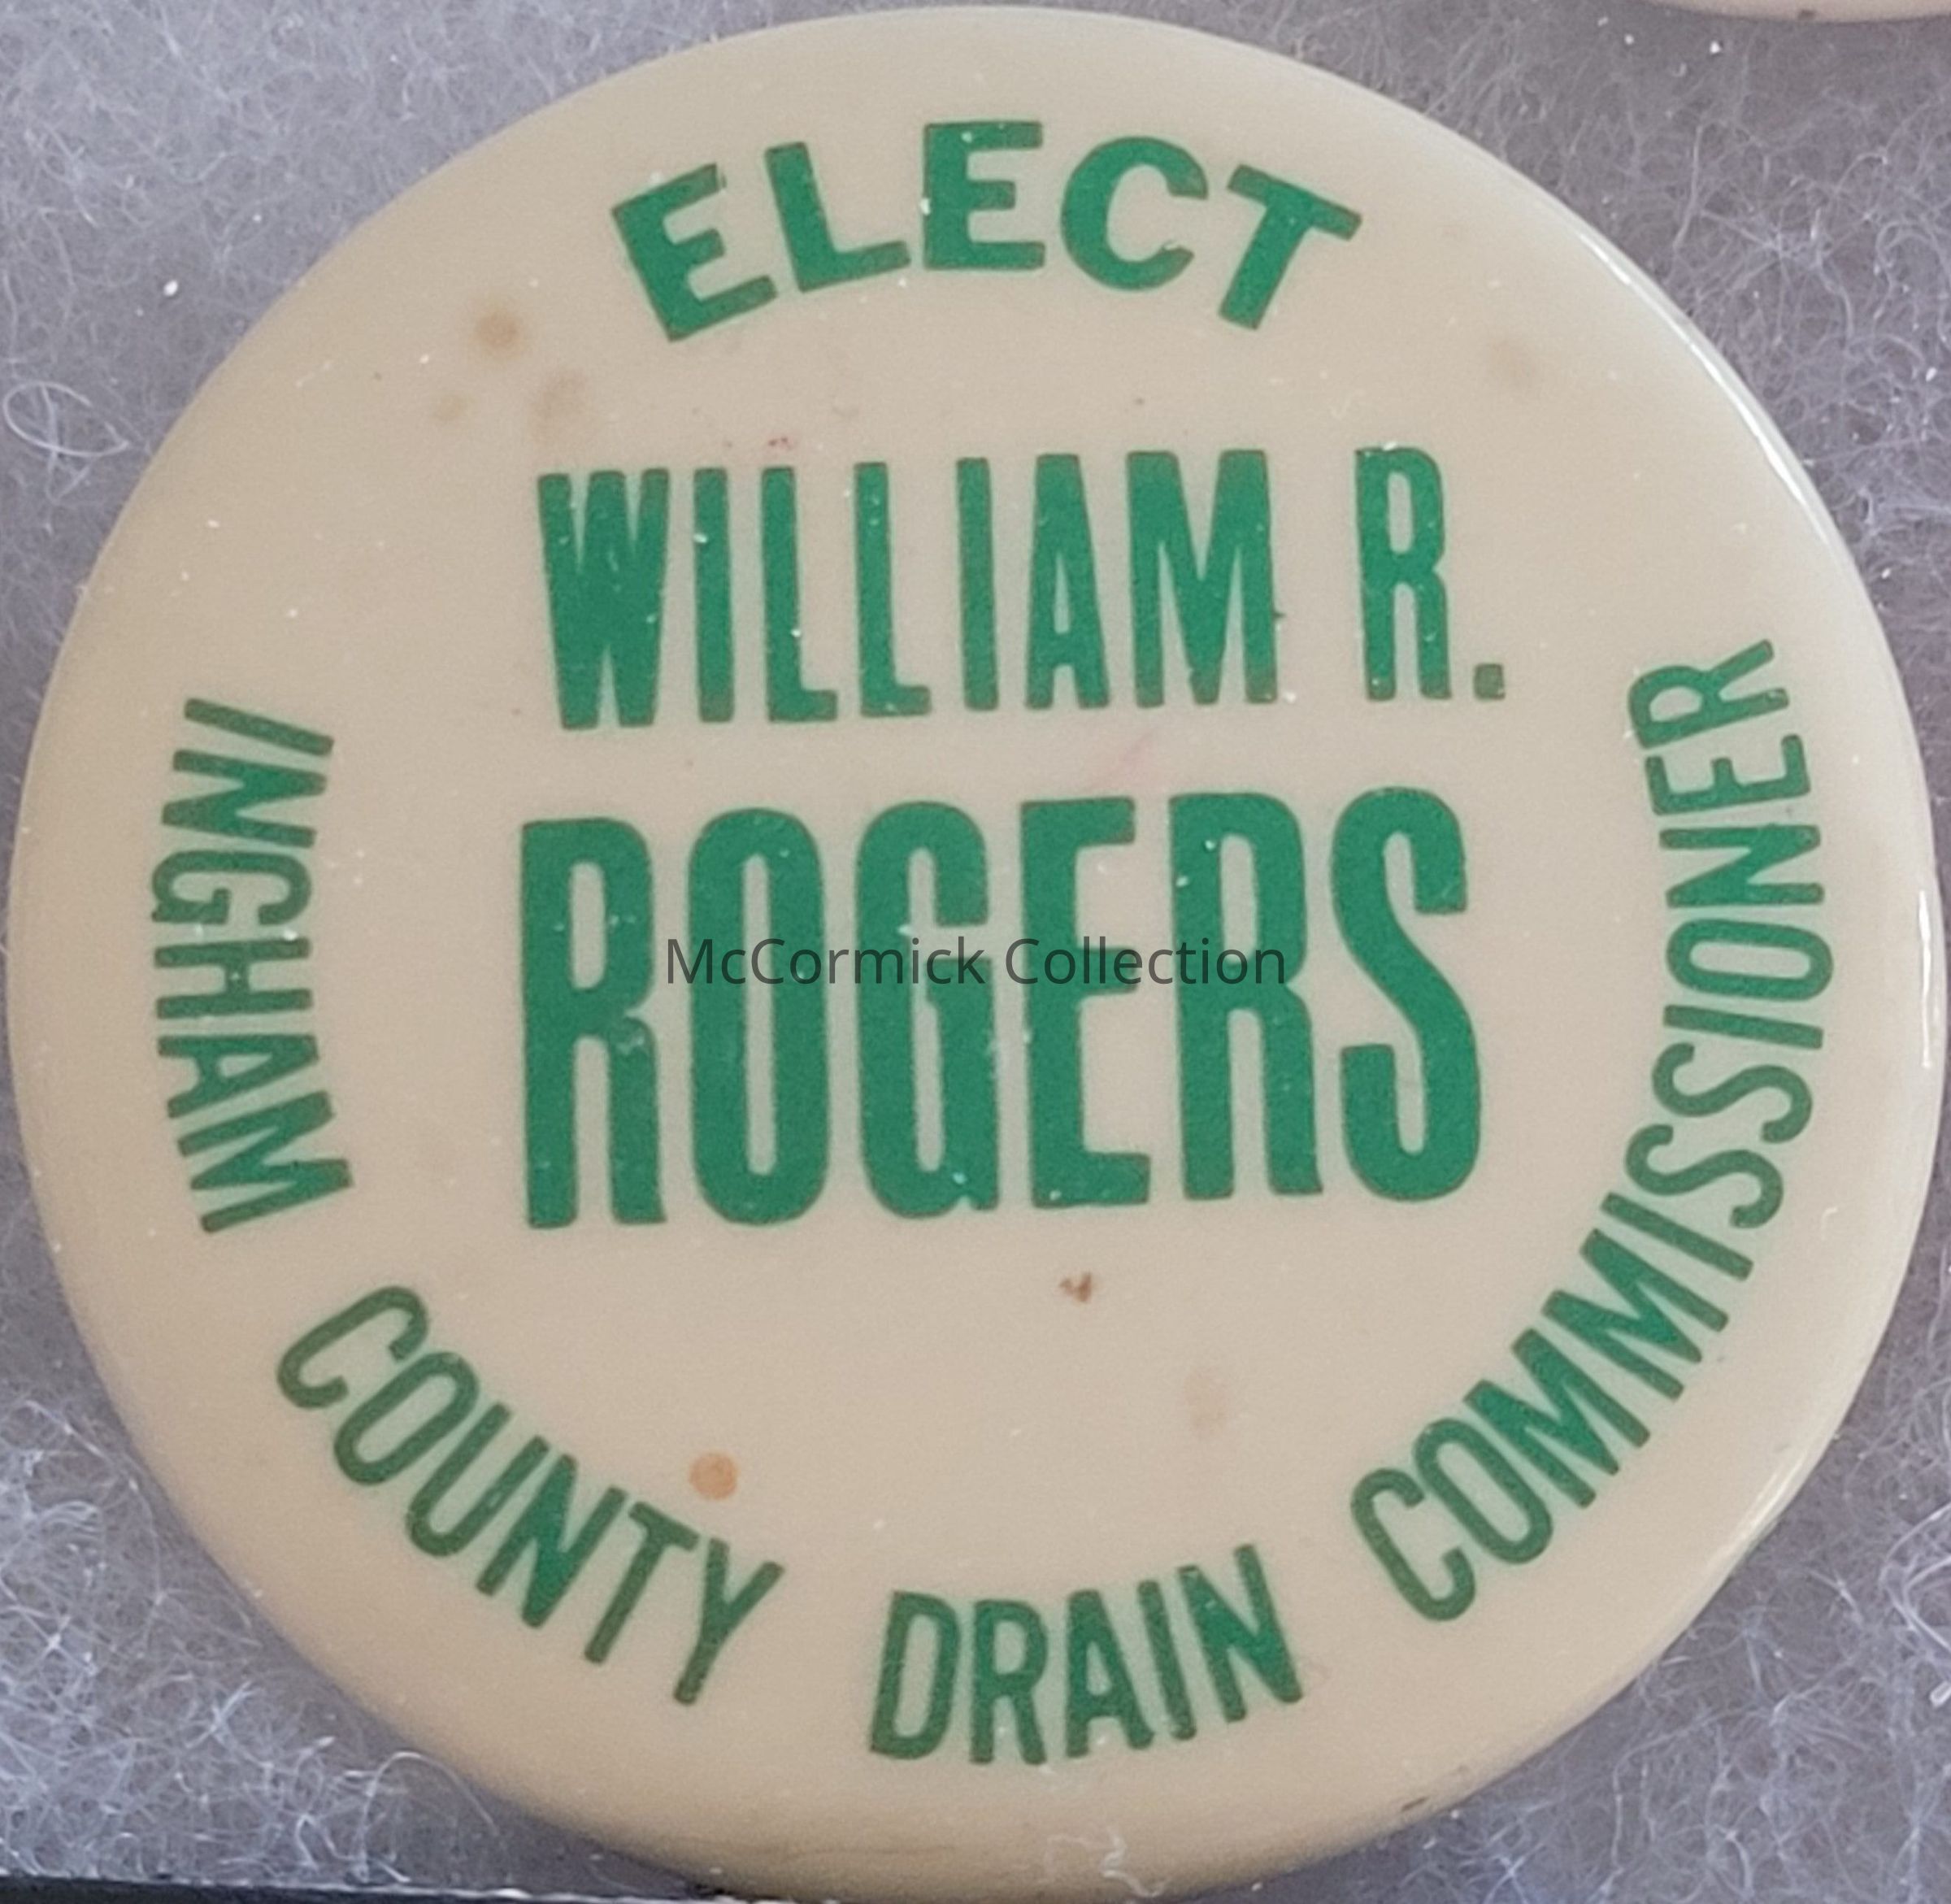 ELECT
WILLIAM R.
ROGERS
McCormick Collection
INGHAM COUNTY DRAIN COMMISSIONER